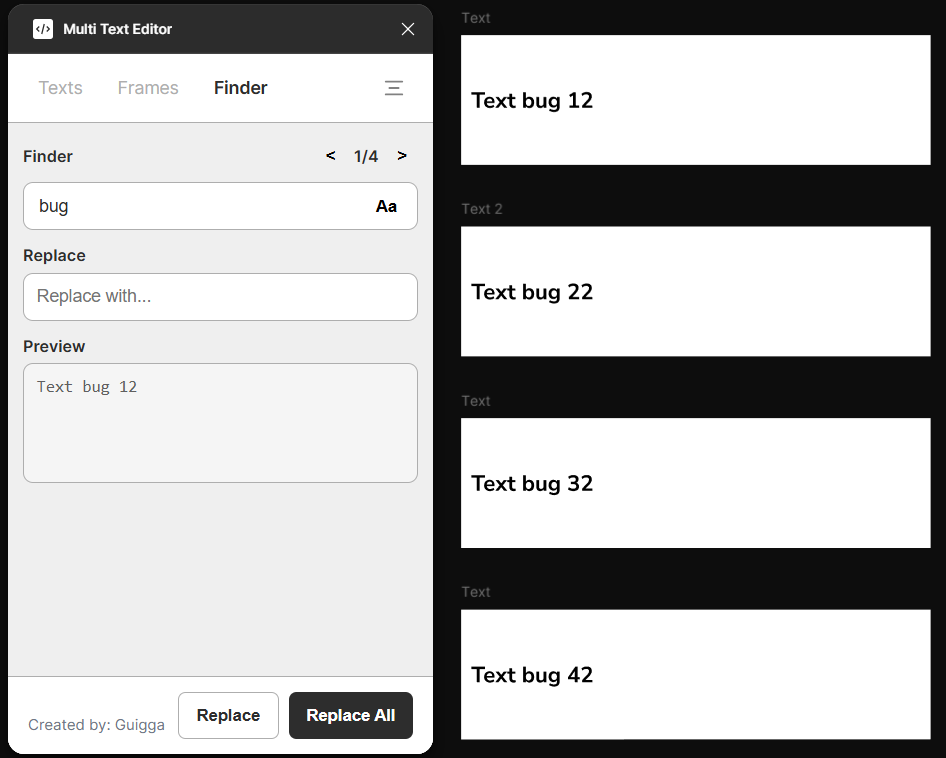 Multi Text Editor
Texts Frames Finder
Finder < 1/4 >
bug Aa
Replace
Replace with...
Preview
Text bug 12
Created by: Guigga Replace Replace All
Text
Text bug 12
Text 2
Text bug 22
Text
Text bug 32
Text
Text bug 42